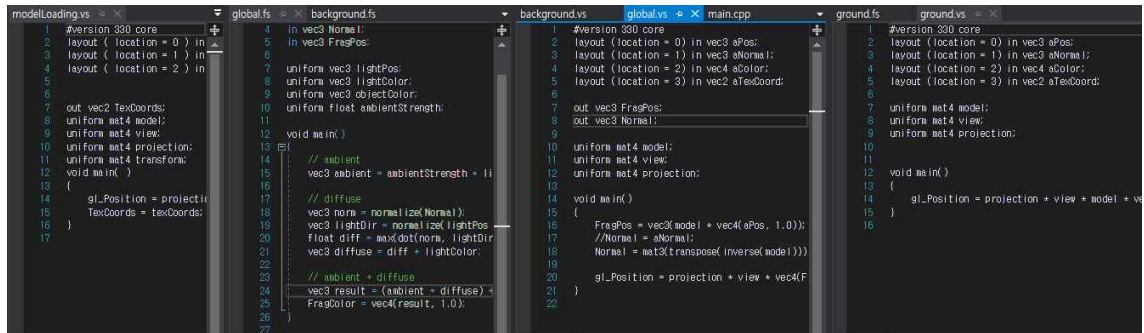 modelLoading.vs
1 #version 330 core
2 layout ( location = 0 ) in
3 layout ( location = 1 ) in
4 layout ( location = 2 ) in
5
6
7 out vec2 TexCoords;
8 uniform mat4 model;
9 uniform mat4 view;
10 uniform mat4 projection;
11 uniform mat4 transform;
12 void main( )
13 {
14 gl_Position = projectio
15 TexCoords = texCoords;
16 }
17
global.fs background.fs
4 in vec3 Normal;
5 in vec3 FragPos;
6
7 uniform vec3 lightPos;
8 uniform vec3 lightColor;
9 uniform vec3 objectColor;
10 uniform float ambientStrength;
11
12 void main()
13 {
14 // ambient
15 vec3 ambient = ambientStrength * li
16
17 // diffuse
18 vec3 norm = normalize(Normal);
19 vec3 lightDir = normalize(lightPos
20 float diff = max(dot(norm, lightDir
21 vec3 diffuse = diff * lightColor;
22
23 // ambient + diffuse
24 vec3 result = (ambient + diffuse) *
25 FragColor = vec4(result, 1.0);
26 }
27
background.vs global.vs main.cpp
1 #version 330 core
2 layout (location = 0) in vec3 aPos;
3 layout (location = 1) in vec3 aNormal;
4 layout (location = 2) in vec4 aColor;
5 layout (location = 3) in vec2 aTexCoord;
6
7 out vec3 FragPos;
8 out vec3 Normal;
9
10 uniform mat4 model;
11 uniform mat4 view;
12 uniform mat4 projection;
13
14 void main()
15 {
16 FragPos = vec3(model * vec4(aPos, 1.0));
17 //Normal = aNormal;
18 Normal = mat3(transpose(inverse(model)))
19
20 gl_Position = projection * view * vec4(F
21 }
22
ground.fs ground.vs
1 #version 330 core
2 layout (location = 0) in vec3 aPos;
3 layout (location = 1) in vec3 aNormal;
4 layout (location = 2) in vec4 aColor;
5 layout (location = 3) in vec2 aTexCoord;
6
7 uniform mat4 model;
8 uniform mat4 view;
9 uniform mat4 projection;
10
11
12 void main()
13 {
14 gl_Position = projection * view * model * ve
15 }
16